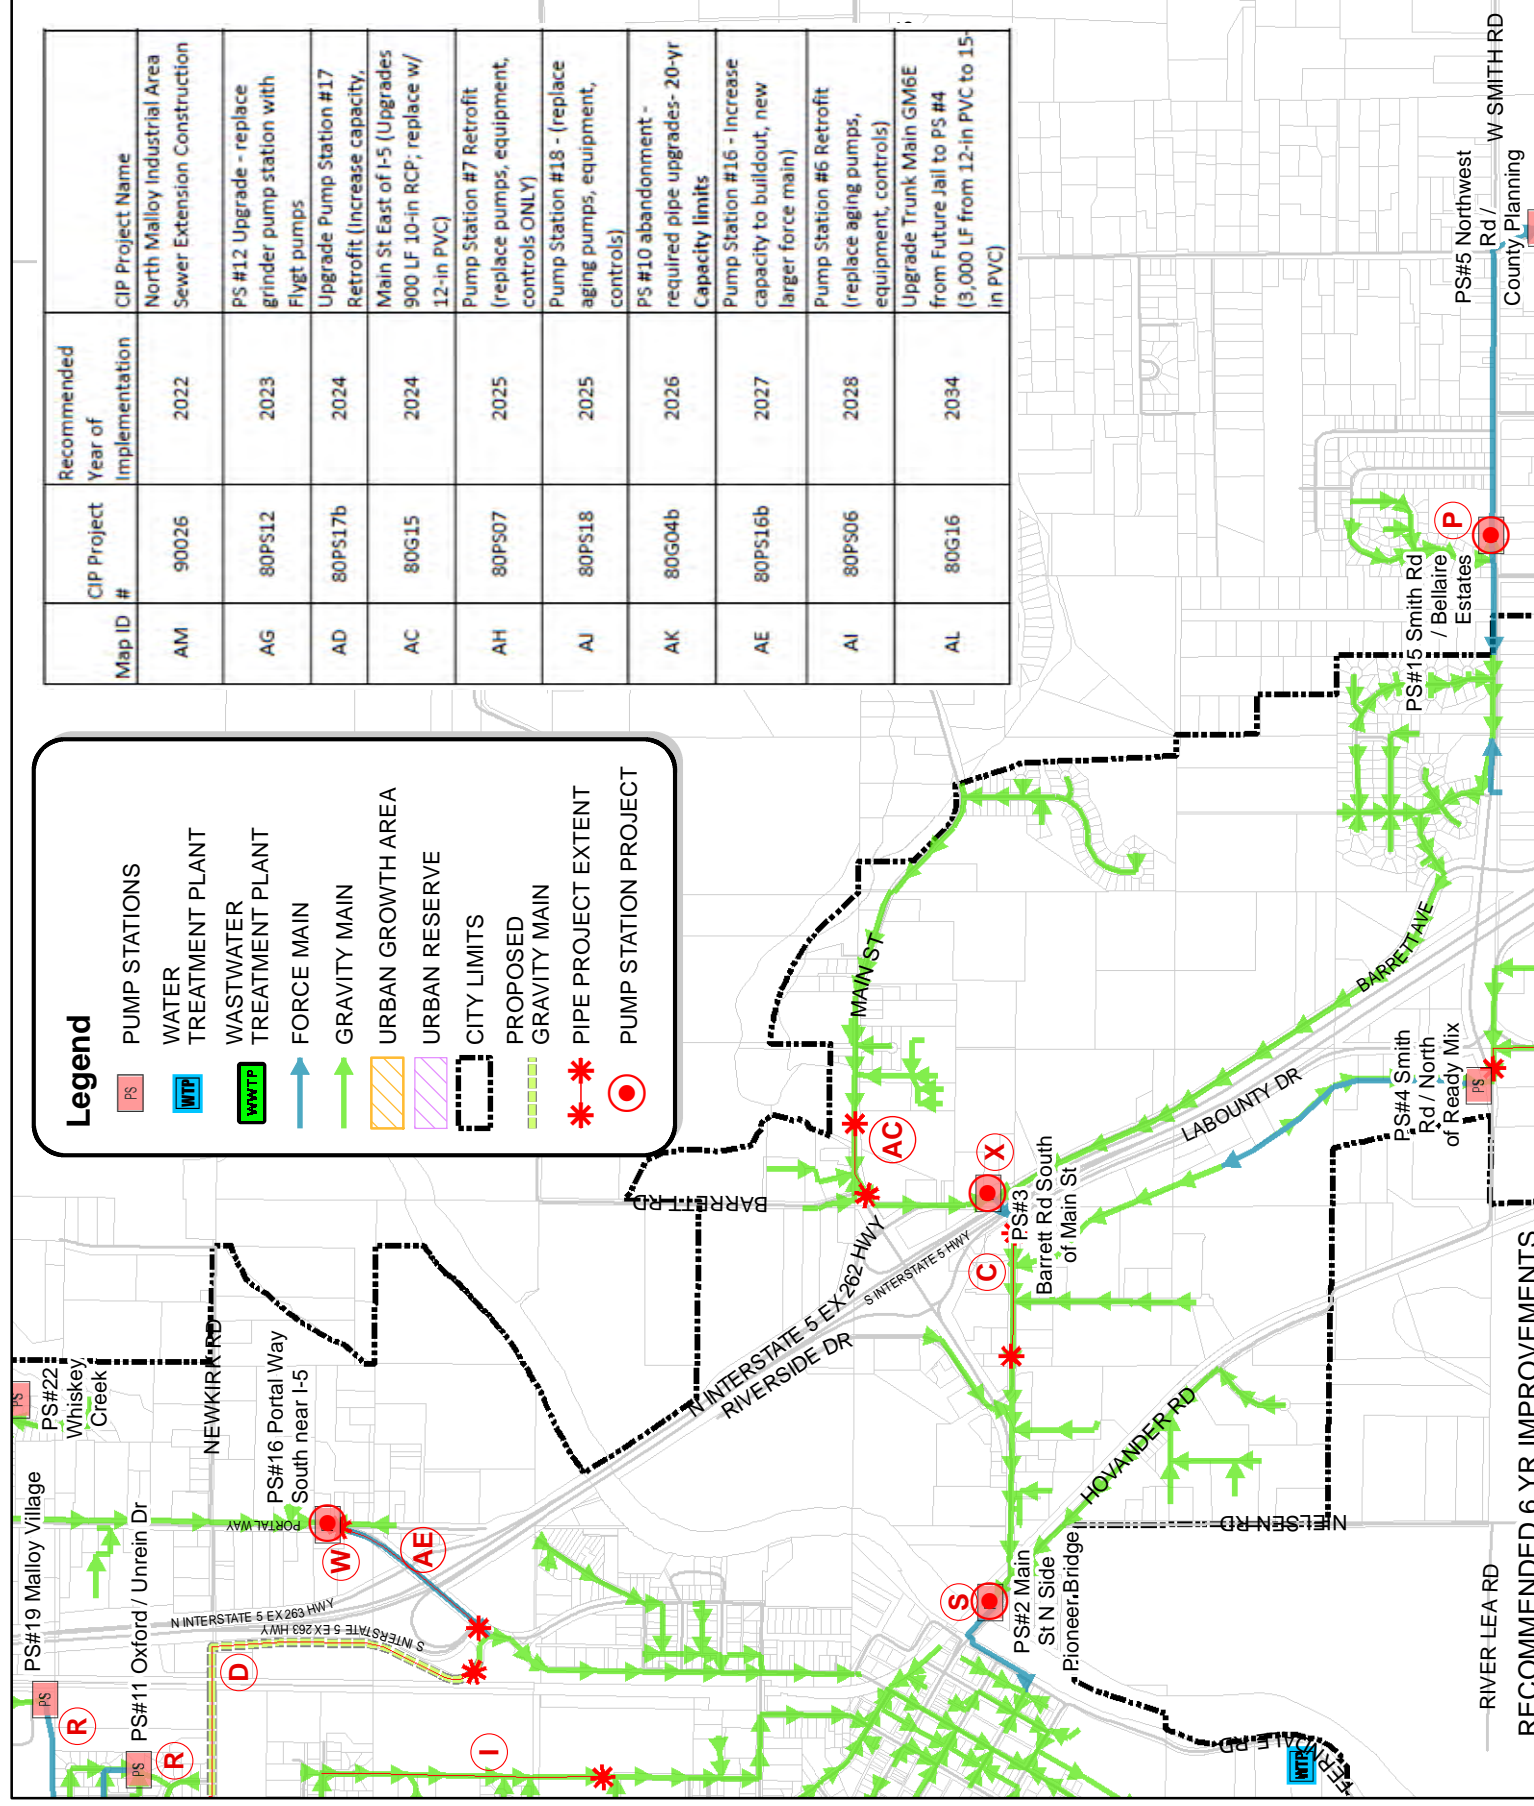 Map ID
CIP Project
#
Recommended
Year of
Implementation
CIP Project Name
AM
90026
2022
North Malloy Industrial Area
Sewer Extension Construction
AG
80PS12
2023
PS #12 Upgrade - replace
grinder pump station with
Flygt pumps
AD
80PS17b
2024
Upgrade Pump Station #17
Retrofit (Increase capacity,
AC
80G15
2024
Main St East of I-5 (Upgrades
900 LF 10-in RCP; replace w/
12-in PVC)
AH
80PS07
2025
Pump Station #7 Retrofit
(replace pumps, equipment,
controls ONLY)
AJ
80PS18
2025
Pump Station #18 - (replace
aging pumps, equipment,
controls)
AK
80G04b
2026
PS #10 abandonment -
required pipe upgrades- 20-yr
Capacity limits
AE
80PS16b
2027
Pump Station #16 - Increase
capacity to buildout, new
larger force main)
AI
80PS06
2028
Pump Station #6 Retrofit
(replace aging pumps,
equipment, controls)
AL
80G16
2034
Upgrade Trunk Main GM6E
from Future Jail to PS #4
(3,000 LF from 12-in PVC to 15-
in PVC)
Legend
PS
PUMP STATIONS
WTP
WATER
TREATMENT PLANT
WWTP
WASTWATER
TREATMENT PLANT
FORCE MAIN
GRAVITY MAIN
URBAN GROWTH AREA
URBAN RESERVE
CITY LIMITS
PROPOSED
GRAVITY MAIN
PIPE PROJECT EXTENT
PUMP STATION PROJECT
PS#19 Malloy Village
PS
R
PS#11 Oxford / Unrein Dr
PS
R
PS
PS#22
Whiskey
Creek
NEWKIRK RD
PS#16 Portal Way
South near I-5
PORTAL WAY
W
AE
N INTERSTATE 5 EX 263 HWY
S INTERSTATE 5 EX 263 HWY
D
I
N INTERSTATE 5 EX 262 HWY
RIVERSIDE DR
S INTERSTATE 5 HWY
BARRETT RD
MAIN ST
AC
X
C
PS#3
Barrett Rd South
of Main St
LABOUNTY DR
BARRETT AVE
HOVANDER RD
NIELSEN RD
S
PS#2 Main
St N Side
Pioneer Bridge
FERNDALE RD
WTP
RIVER LEA RD
PS#4 Smith
Rd / North
of Ready Mix
PS
PS#15 Smith Rd
/ Bellaire
Estates
P
PS#5 Northwest
Rd /
County Planning
W SMITH RD
RECOMMENDED 6 YR IMPROVEMENTS